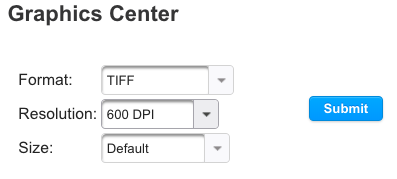 Graphics Center
Format: TIFF
Resolution: 600 DPI
Submit
Size: Default